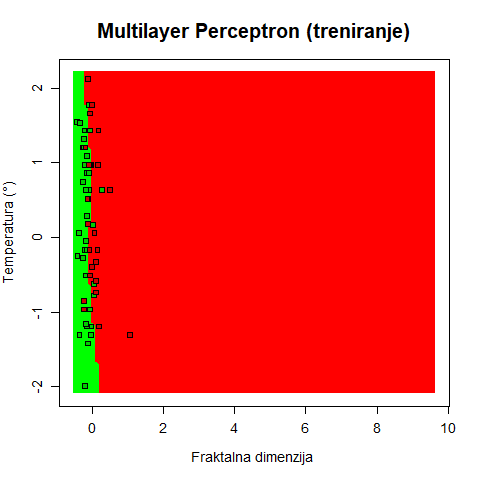 Multilayer Perceptron (treniranje)
Temperatura (°)
2
1
0
-1
-2
0 2 4 6 8 10
Fraktalna dimenzija